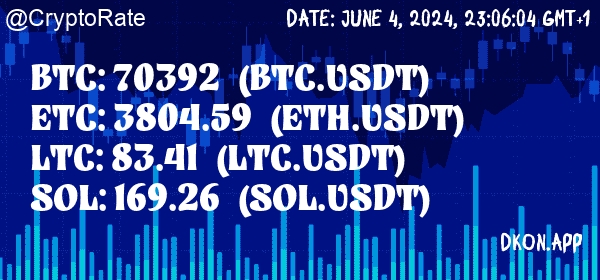 @CryptoRate
DATE: JUNE 4, 2024, 23:06:04 GMT+1
BTC: 70392 (BTC.USDT)
ETC: 3804.59 (ETH.USDT)
LTC: 83.41 (LTC.USDT)
SOL: 169.26 (SOL.USDT)
DKON.APP